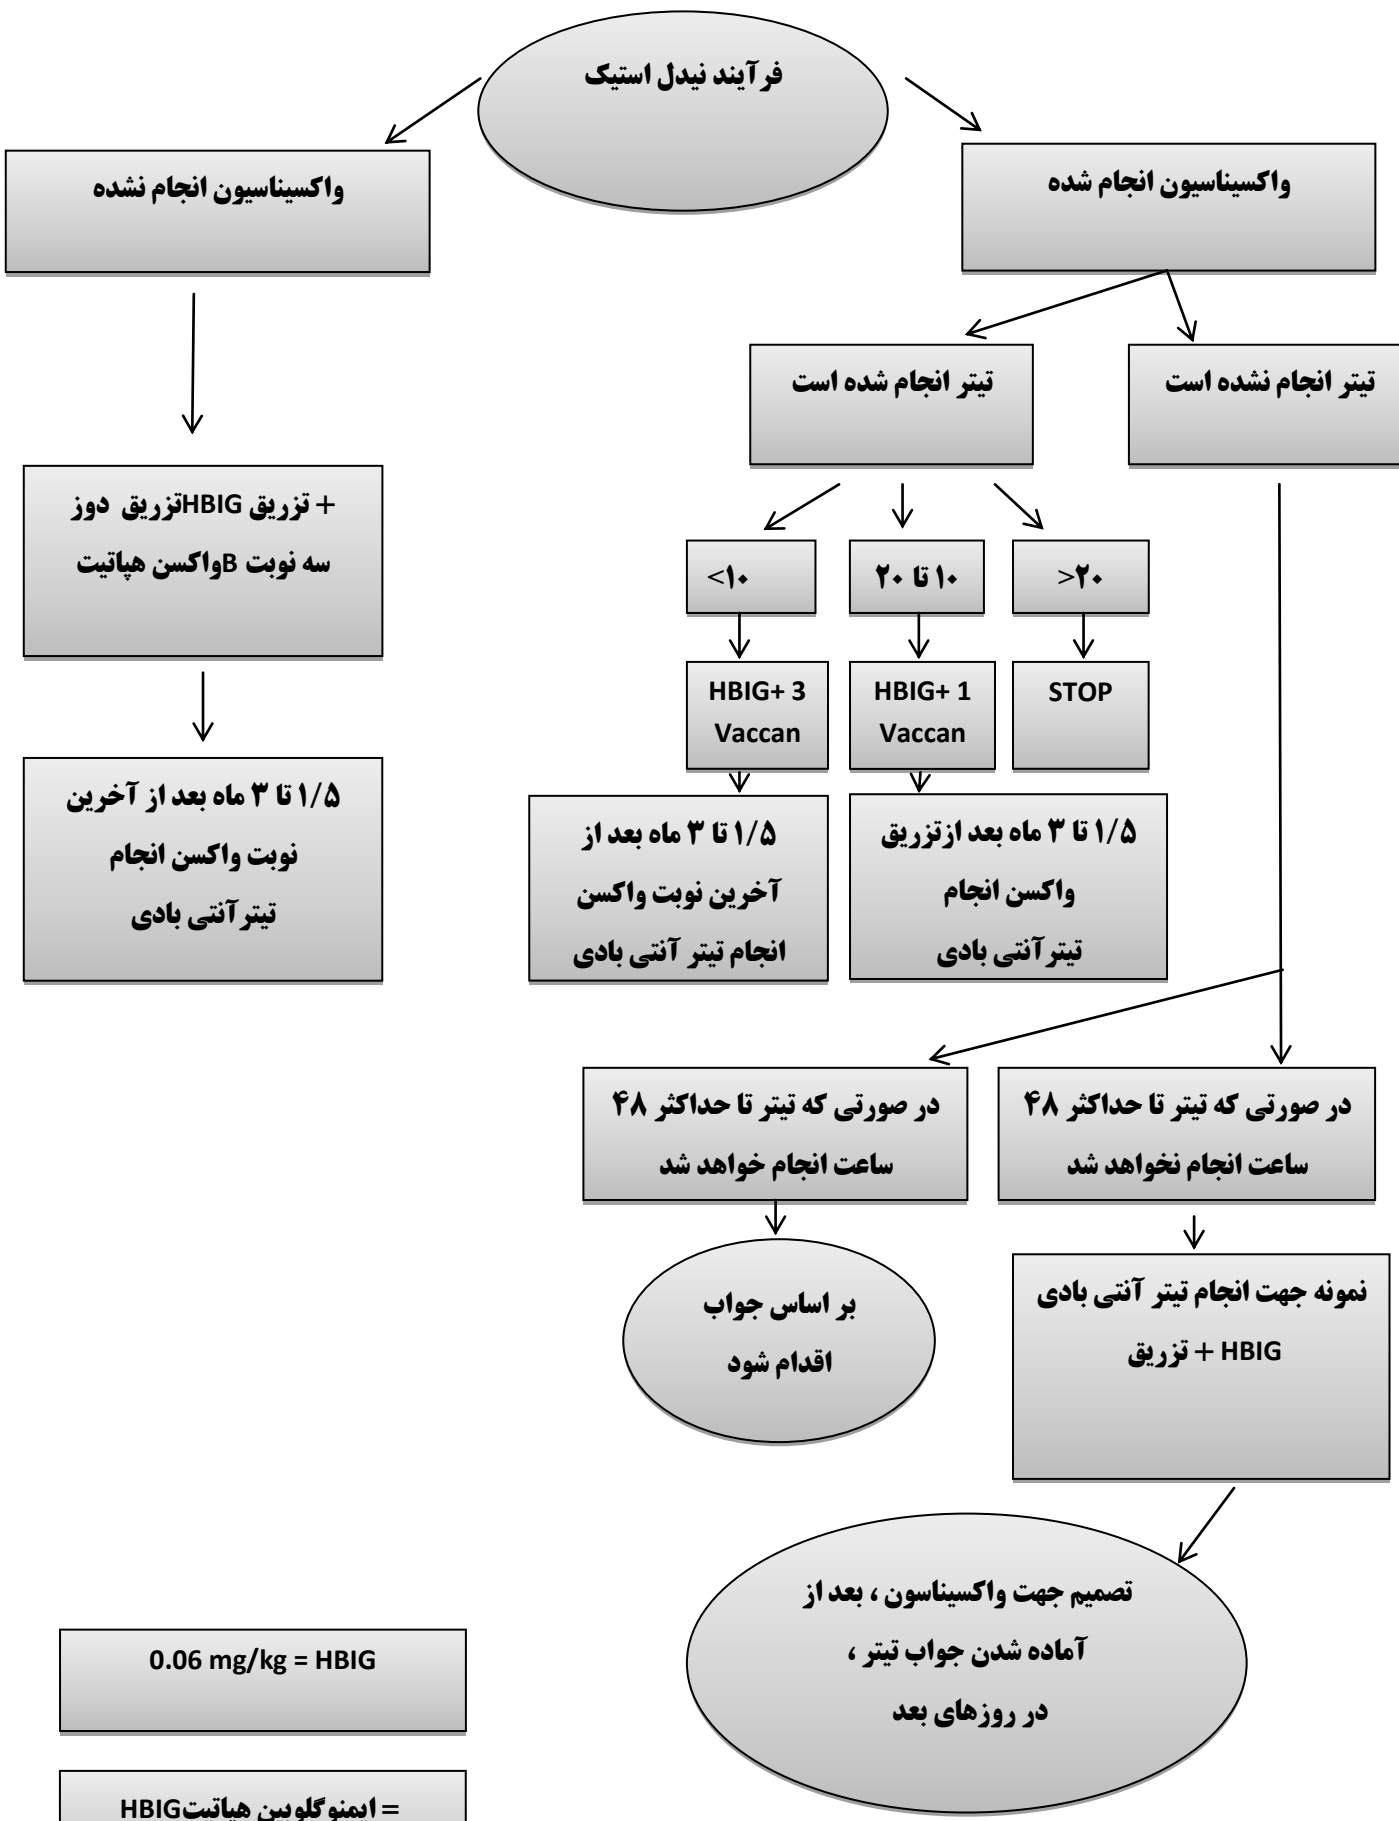 فرآیند نیدل استیک
واکسیناسیون انجام شده
واکسیناسیون انجام نشده
تیتر انجام نشده است
تیتر انجام شده است
+ تزریق HBIGتزریق دوز
سه نوبت Bواکسن هپاتیت
>۲۰
۱۰ تا ۲۰
<۱۰
STOP
HBIG+ 1
Vaccan
HBIG+ 3
Vaccan
۱/۵ تا ۳ ماه بعد ازتزریق
واکسن انجام
تیترآنتی بادی
۱/۵ تا ۳ ماه بعد از
آخرین نوبت واکسن
انجام تیتر آنتی بادی
۱/۵ تا ۳ ماه بعد از آخرین
نوبت واکسن انجام
تیترآنتی بادی
در صورتی که تیتر تا حداکثر ۴۸
ساعت انجام نخواهد شد
در صورتی که تیتر تا حداکثر ۴۸
ساعت انجام خواهد شد
نمونه جهت انجام تیتر آنتی بادی
HBIG + تزریق
بر اساس جواب
اقدام شود
تصمیم جهت واکسیناسون ، بعد از
آماده شدن جواب تیتر ،
در روزهای بعد
0.06 mg/kg = HBIG
= ایمنوگلوبین هپاتیتHBIG